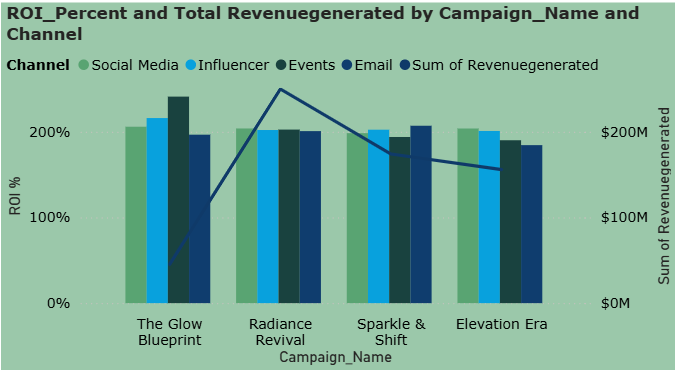 ROI_Percent and Total Revenuegenerated by Campaign_Name and
Channel
Channel Social Media Influencer Events Email Sum of Revenuegenerated
ROI %
200%
100%
0%
$200M
$100M
$0M
Sum of Revenuegenerated
The Glow
Blueprint
Radiance
Revival
Sparkle &
Shift
Elevation Era
Campaign_Name